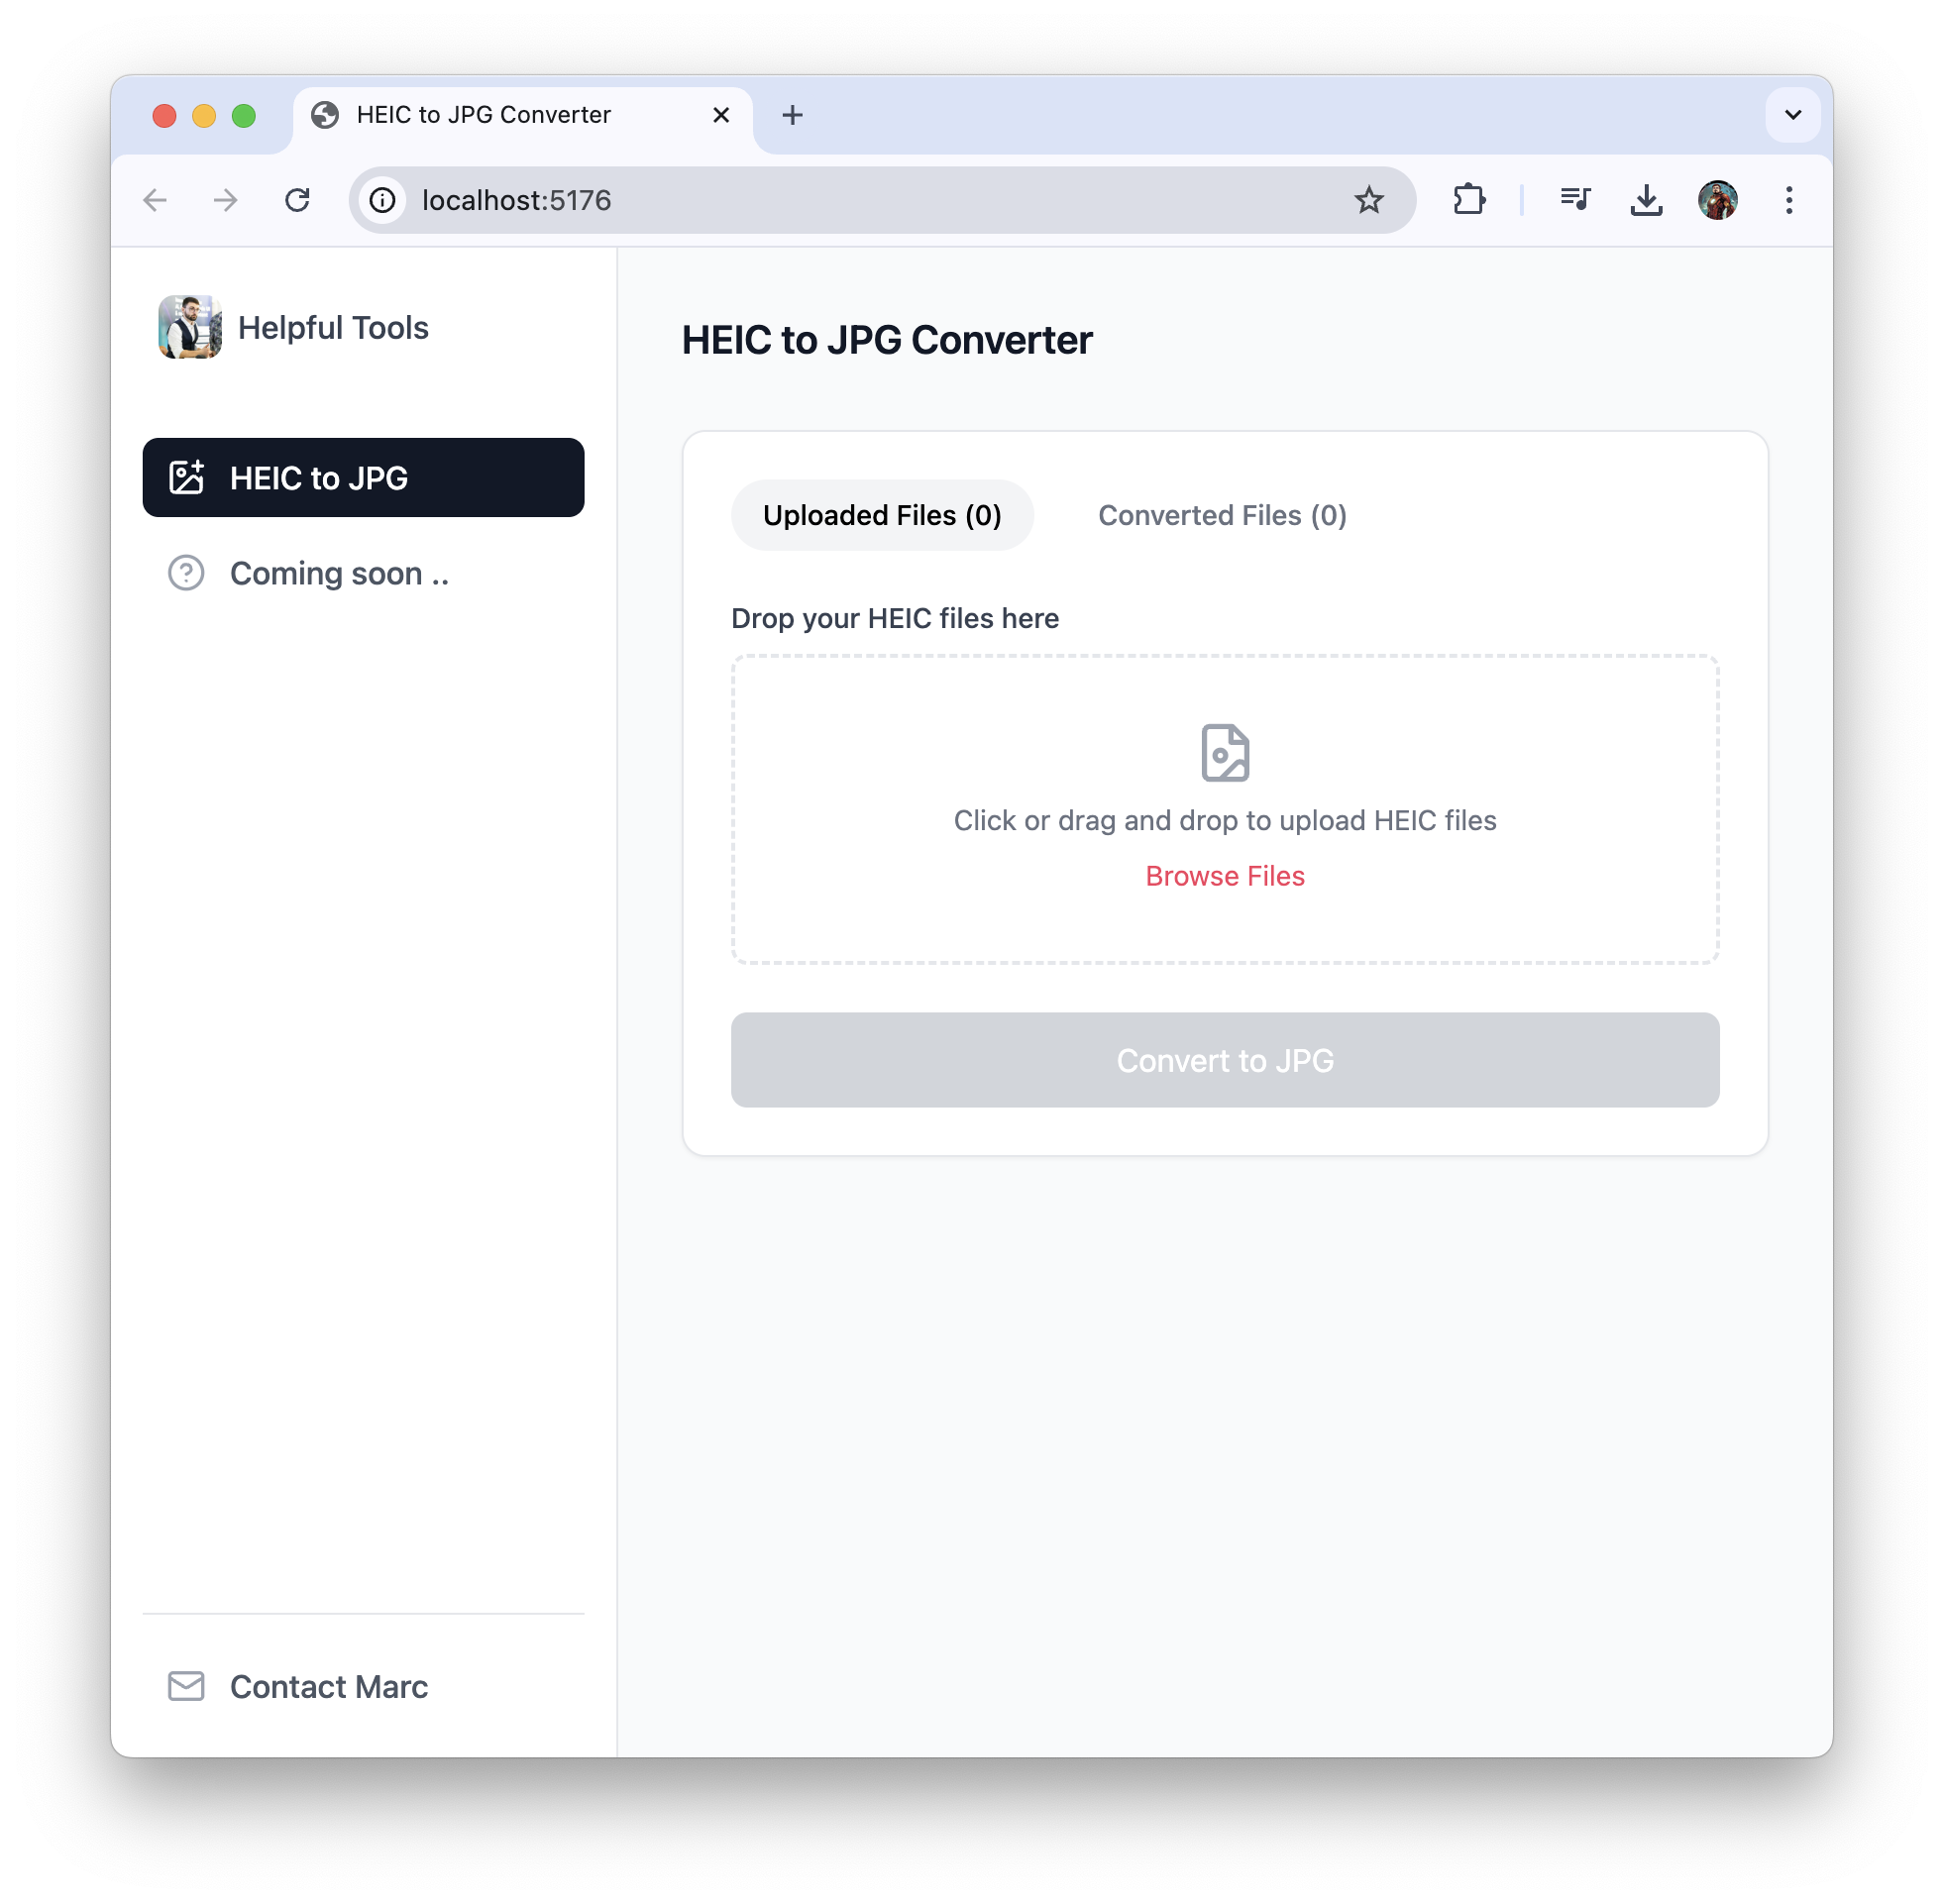 HEIC to JPG Converter
localhost:5176
Helpful Tools
HEIC to JPG
Coming soon ..
Contact Marc
HEIC to JPG Converter
Uploaded Files (0)
Converted Files (0)
Drop your HEIC files here
Click or drag and drop to upload HEIC files
Browse Files
Convert to JPG